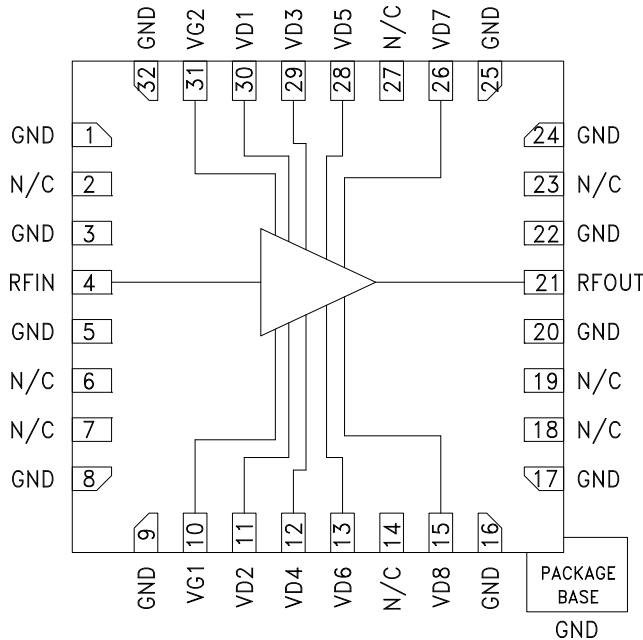 GND VG2 VD1 VD3 VD5 N/C VD7 GND
32 31 30 29 28 27 26 25
GND 1 24 GND
N/C 2 23 N/C
GND 3 22 GND
RFIN 4 21 RFOUT
GND 5 20 GND
N/C 6 19 N/C
N/C 7 18 N/C
GND 8 17 GND
9 10 11 12 13 14 15 16
GND VG1 VD2 VD4 VD6 N/C VD8 GND
PACKAGE
BASE
GND